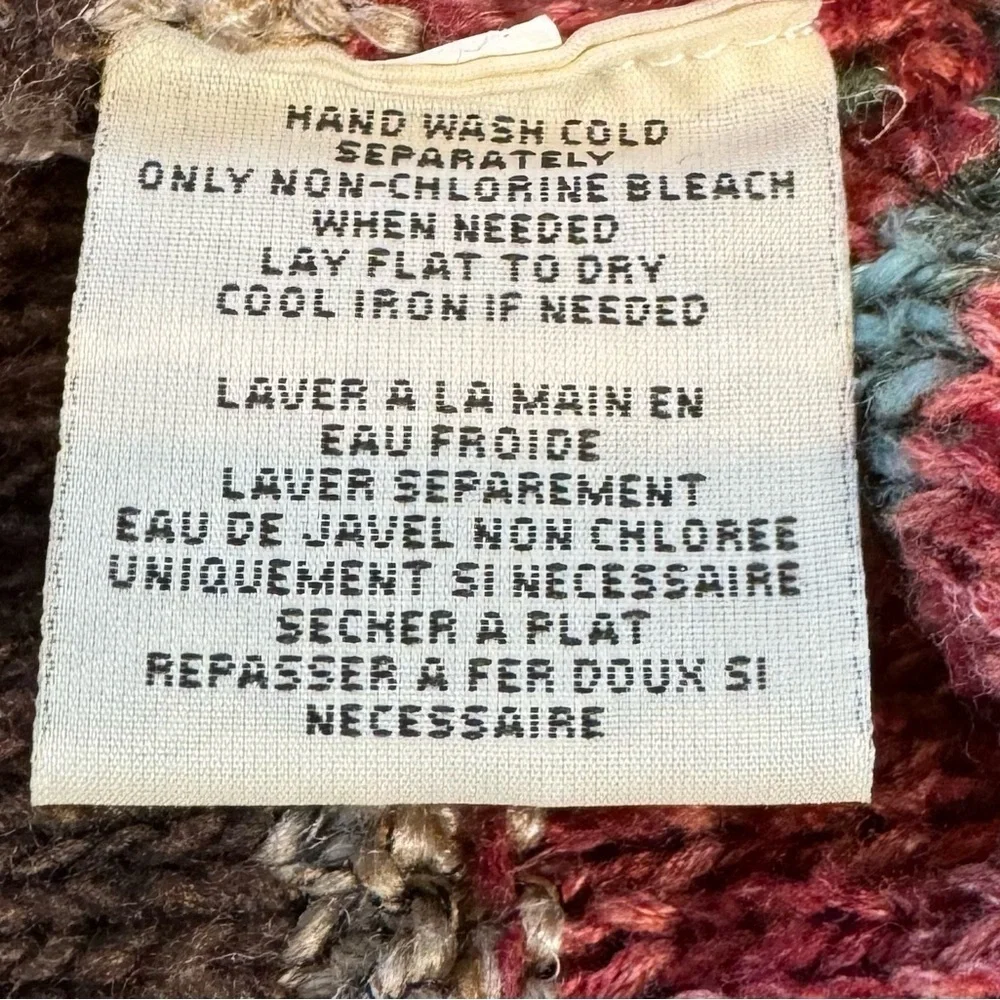 HAND WASH COLD
SEPARATELY
ONLY NON-CHLORINE BLEACH
WHEN NEEDED
LAY FLAT TO DRY
COOL IRON IF NEEDED
LAVER A LA MAIN EN
EAU FROIDE
LAVER SEPAREMENT
EAU DE JAVEL NON CHLOREE
UNIQUEMENT SI NECESSAIRE
SECHER A PLAT
REPASSER A FER DOUX SI
NECESSAIRE